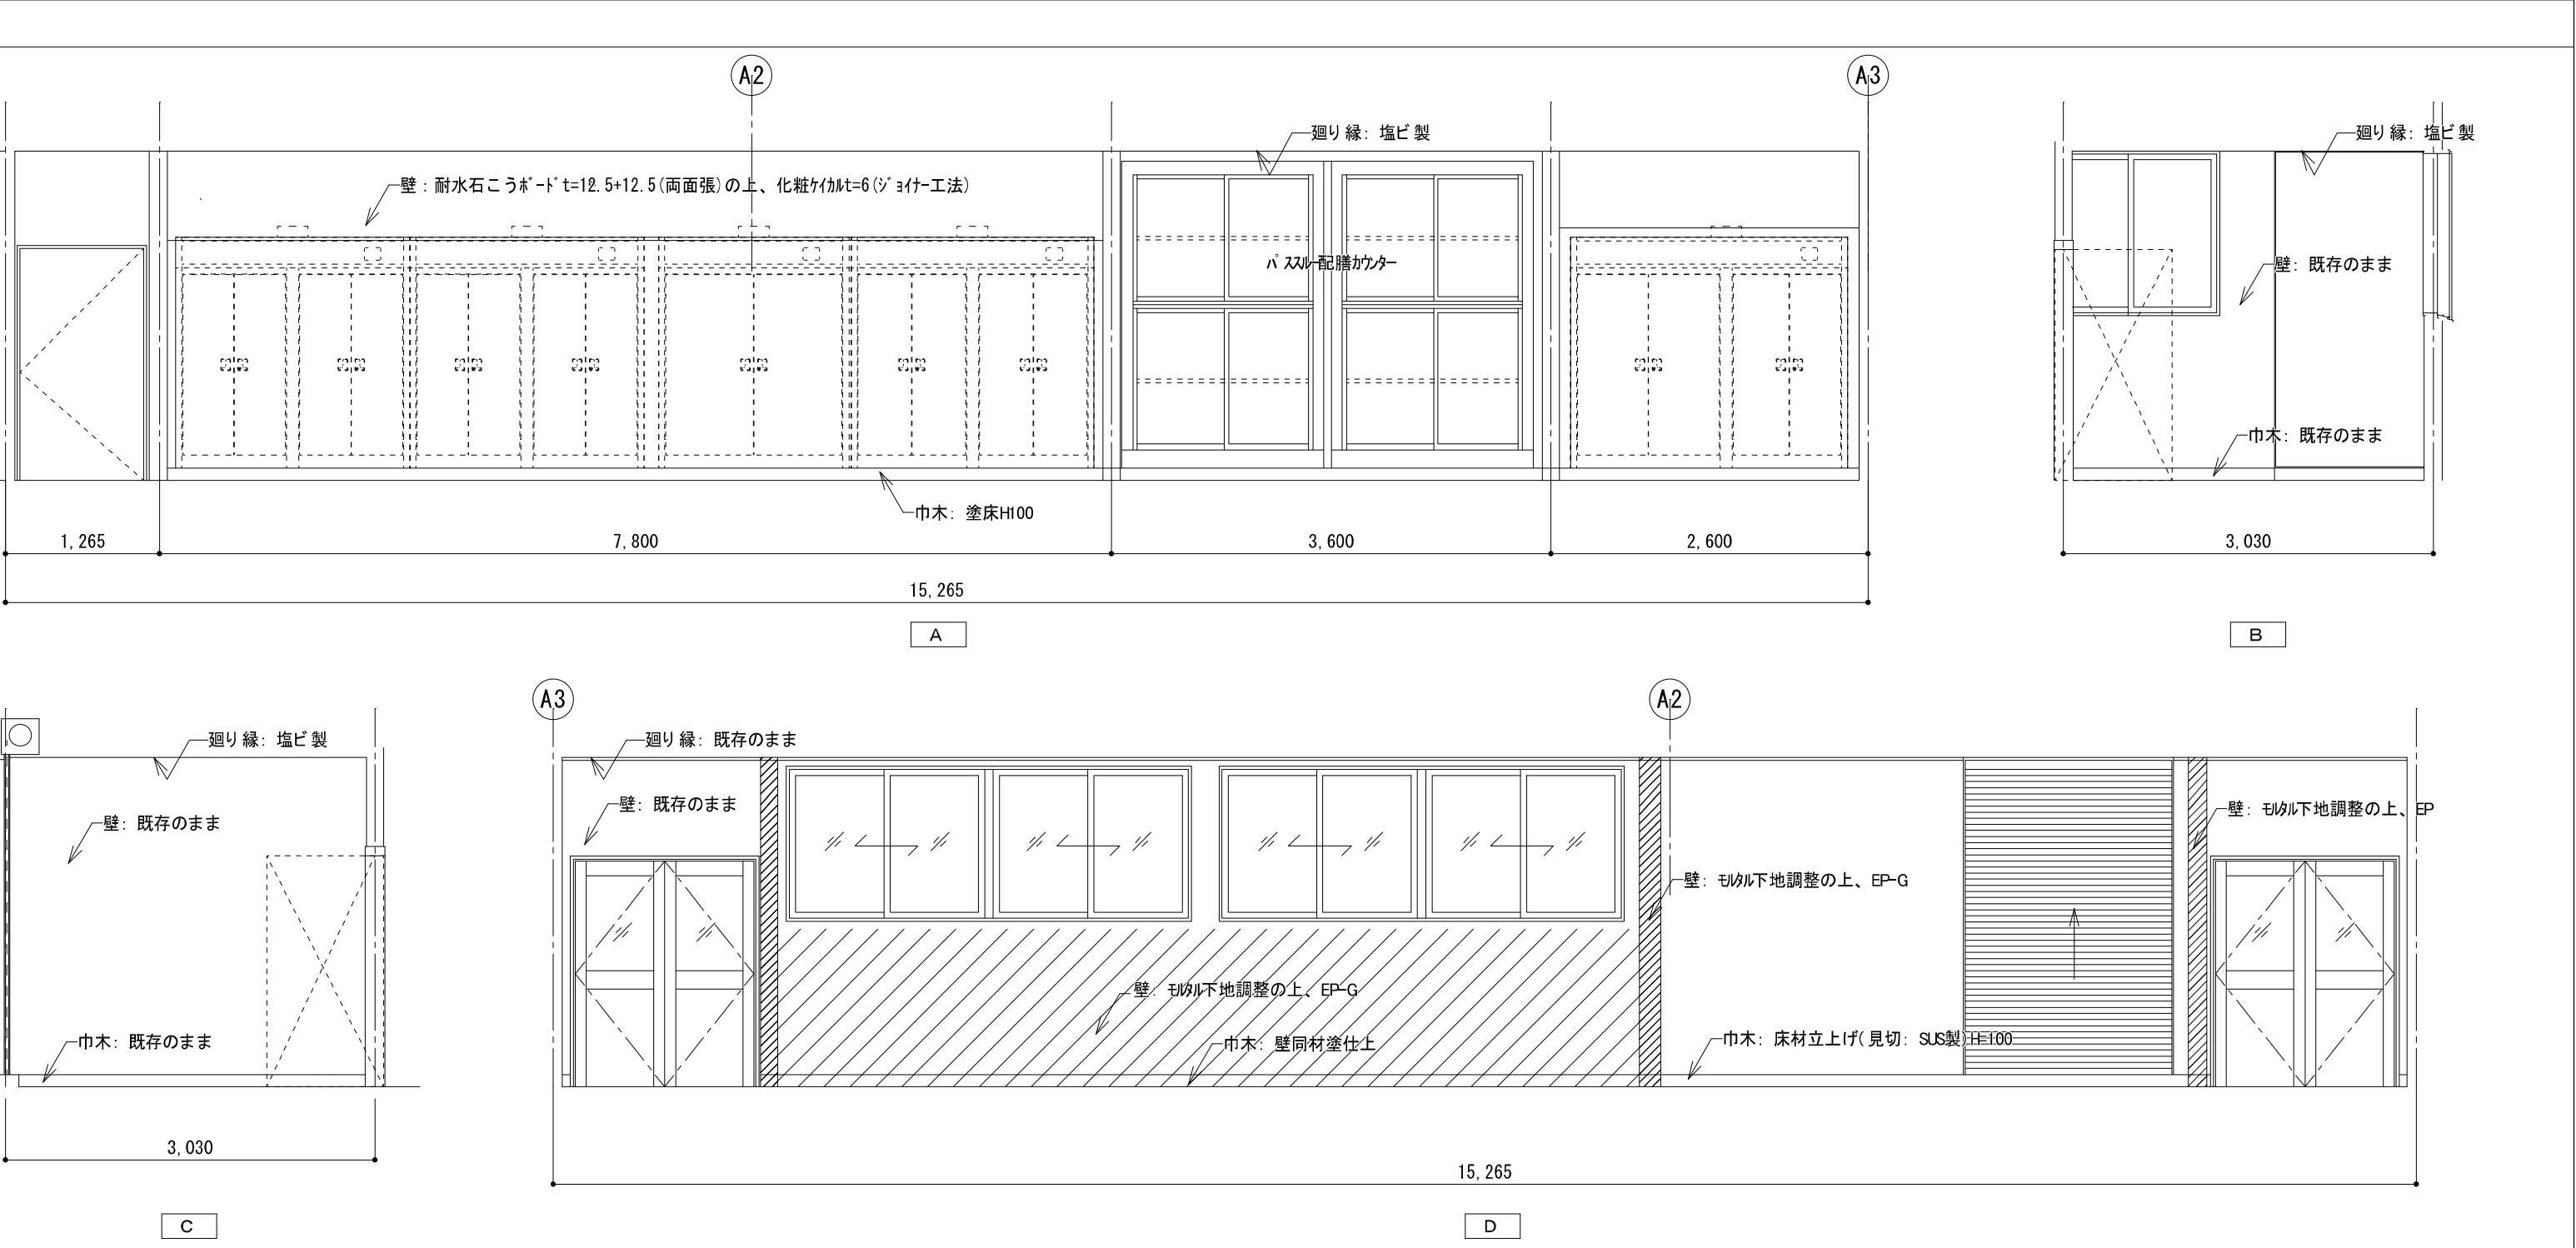 A2
A3
廻り縁: 塩ビ製
廻り縁: 塩ビ製
壁 : 耐水石こうボードt=12.5+12.5(両面張)の上、化粧ケイカルt=6(ジョイナー工法)
パススルー配膳カウンター
壁: 既存のまま
巾木: 既存のまま
巾木: 塗床H100
1,265
7,800
3,600
2,600
3,030
15,265
A
B
A3
A2
廻り縁: 塩ビ製
廻り縁: 既存のまま
壁: 既存のまま
壁: モルタル下地調整の上、EP
壁: 既存のまま
壁: モルタル下地調整の上、EP-G
壁: モルタル下地調整の上、EP-G
巾木: 既存のまま
巾木: 壁同材塗仕上
巾木: 床材立上げ(見切: SUS製)H=100
3,030
15,265
C
D